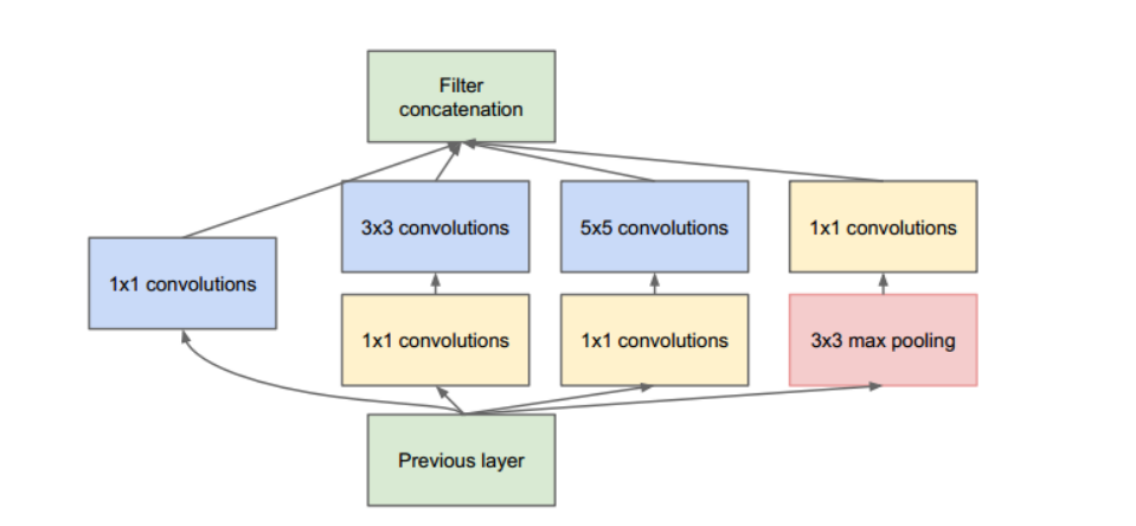 Filter
concatenation
3x3 convolutions
5x5 convolutions
1x1 convolutions
1x1 convolutions
1x1 convolutions
1x1 convolutions
3x3 max pooling
Previous layer